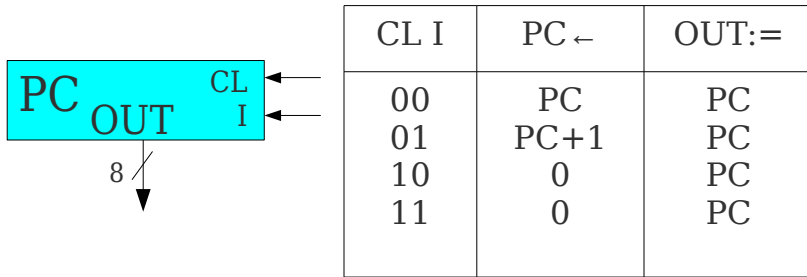 PC
CL
I
OUT
8
CL I PC← OUT:=
00 PC PC
01 PC+1 PC
10 0 PC
11 0 PC